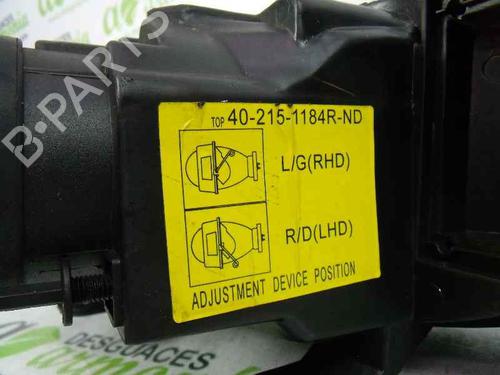 TOP 40-215-1184R-ND
L/G(RHD)
R/D(LHD)
ADJUSTMENT DEVICE POSITION
B-PARTS
DESGUACES